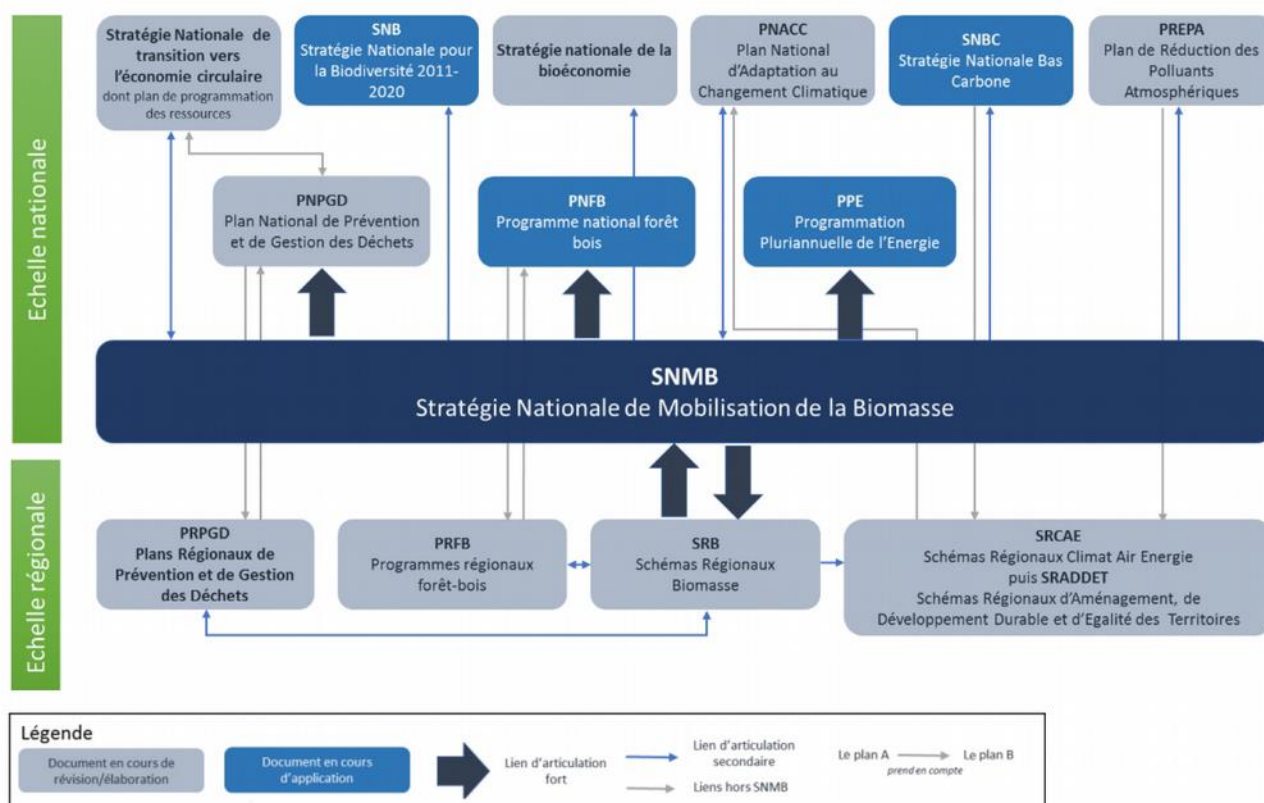 Echelle nationale
Stratégie Nationale de
transition vers
l'économie circulaire
dont plan de programmation
des ressources
SNB
Stratégie Nationale pour
la Biodiversité 2011-
2020
Stratégie nationale de la
bioéconomie
PNACC
Plan National
d'Adaptation au
Changement Climatique
SNBC
Stratégie Nationale Bas
Carbone
PREPA
Plan de Réduction des
Polluants
Atmosphériques
PNPGD
Plan National de Prévention
et de Gestion des Déchets
PNFB
Programme national forêt
bois
PPE
Programmation
Pluriannuelle de l'Energie
SNMB
Stratégie Nationale de Mobilisation de la Biomasse
Echelle régionale
PRPGD
Plans Régionaux de
Prévention et de Gestion
des Déchets
PRFB
Programmes régionaux
forêt-bois
SRB
Schémas Régionaux
Biomasse
SRCAE
Schémas Régionaux Climat Air Energie
puis SRADDET
Schémas Régionaux d'Aménagement, de
Développement Durable et d'Egalité des Territoires
Légende
Document en cours de
révision/élaboration
Document en cours
d'application
Lien d'articulation
fort
Lien d'articulation
secondaire
Liens hors SNMB
Le plan A
prend en compte
Le plan B